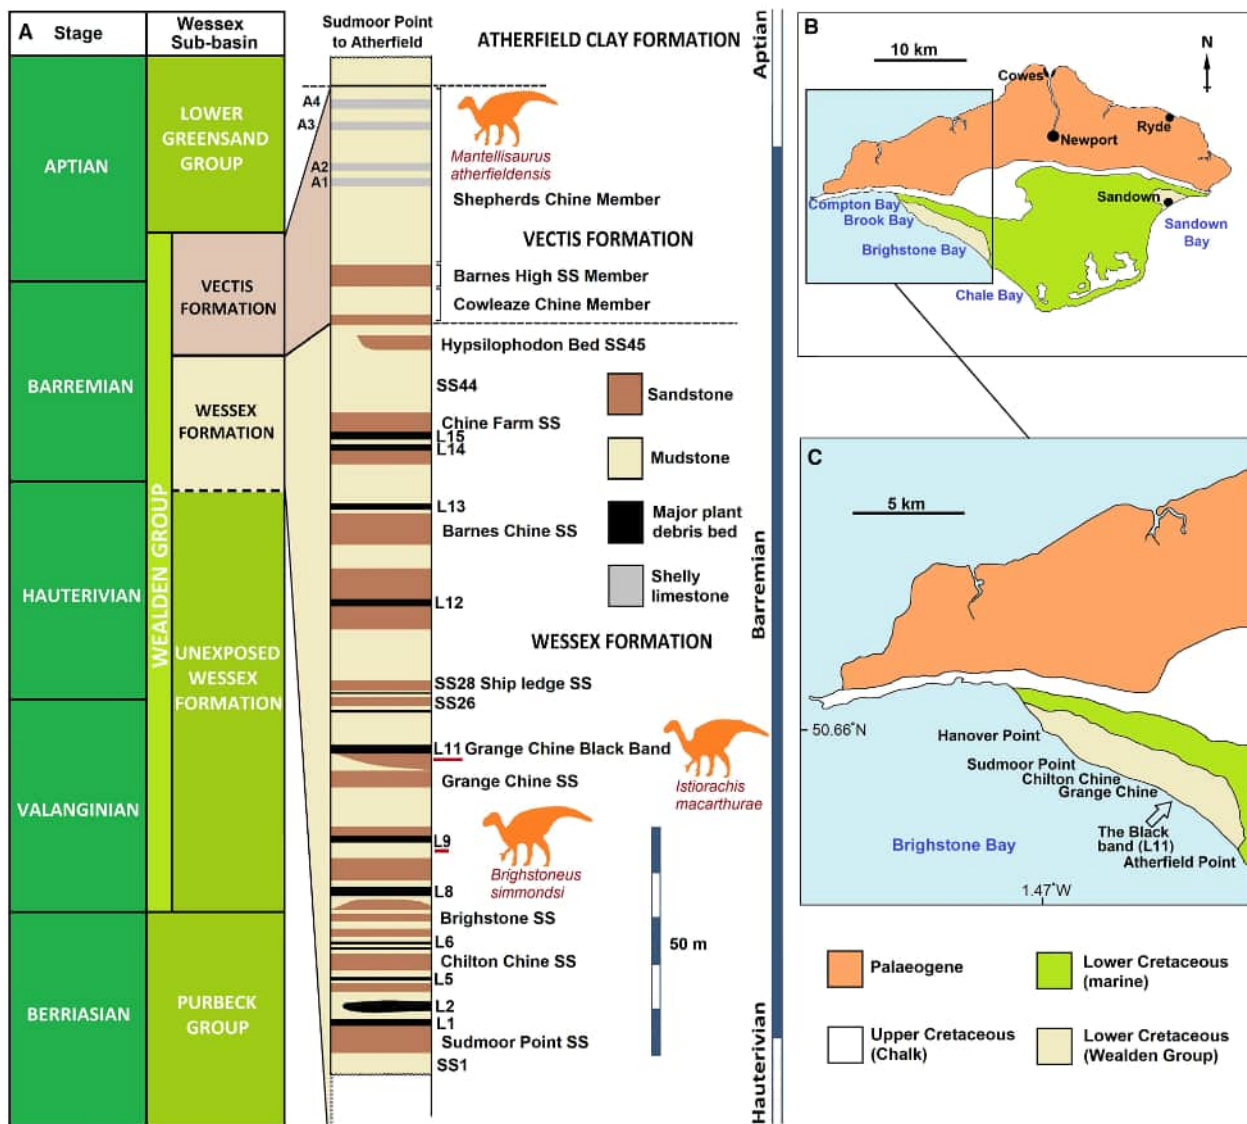 A
Stage
Wessex
Sub-basin
Sudmoor Point
to Atherfield
APTIAN
BARREMIAN
HAUTERIVIAN
VALANGINIAN
BERRIASIAN
LOWER
GREENSAND
GROUP
WEALDEN GROUP
VECTIS
FORMATION
WESSEX
FORMATION
UNEXPOSED
WESSEX
FORMATION
PURBECK
GROUP
ATHERFIELD CLAY FORMATION
A4
A3
A2
A1
Mantellisaurus
atherfieldensis
Shepherds Chine Member
VECTIS FORMATION
Barnes High SS Member
Cowleaze Chine Member
Hypsilophodon Bed SS45
SS44
Chine Farm SS
L15
L14
L13
Barnes Chine SS
L12
Sandstone
Mudstone
Major plant
debris bed
Shelly
limestone
WESSEX FORMATION
SS28 Ship ledge SS
SS26
L11 Grange Chine Black Band
Grange Chine SS
Istiorachis
macarthurae
L9
Brighstoneus
simmondsi
L8
Brighstone SS
L6
Chilton Chine SS
L5
L2
L1
Sudmoor Point SS
SS1
50 m
Aptian
Barremian
Hauterivian
B
10 km
N
Cowes
Ryde
Newport
Sandown
Compton Bay
Brook Bay
Sandown
Bay
Brighstone Bay
Chale Bay
C
5 km
50.66°N
Hanover Point
Sudmoor Point
Chilton Chine
Grange Chine
The Black
band (L11)
Brighstone Bay
Atherfield Point
1.47°W
Palaeogene
Lower Cretaceous
(marine)
Upper Cretaceous
(Chalk)
Lower Cretaceous
(Wealden Group)